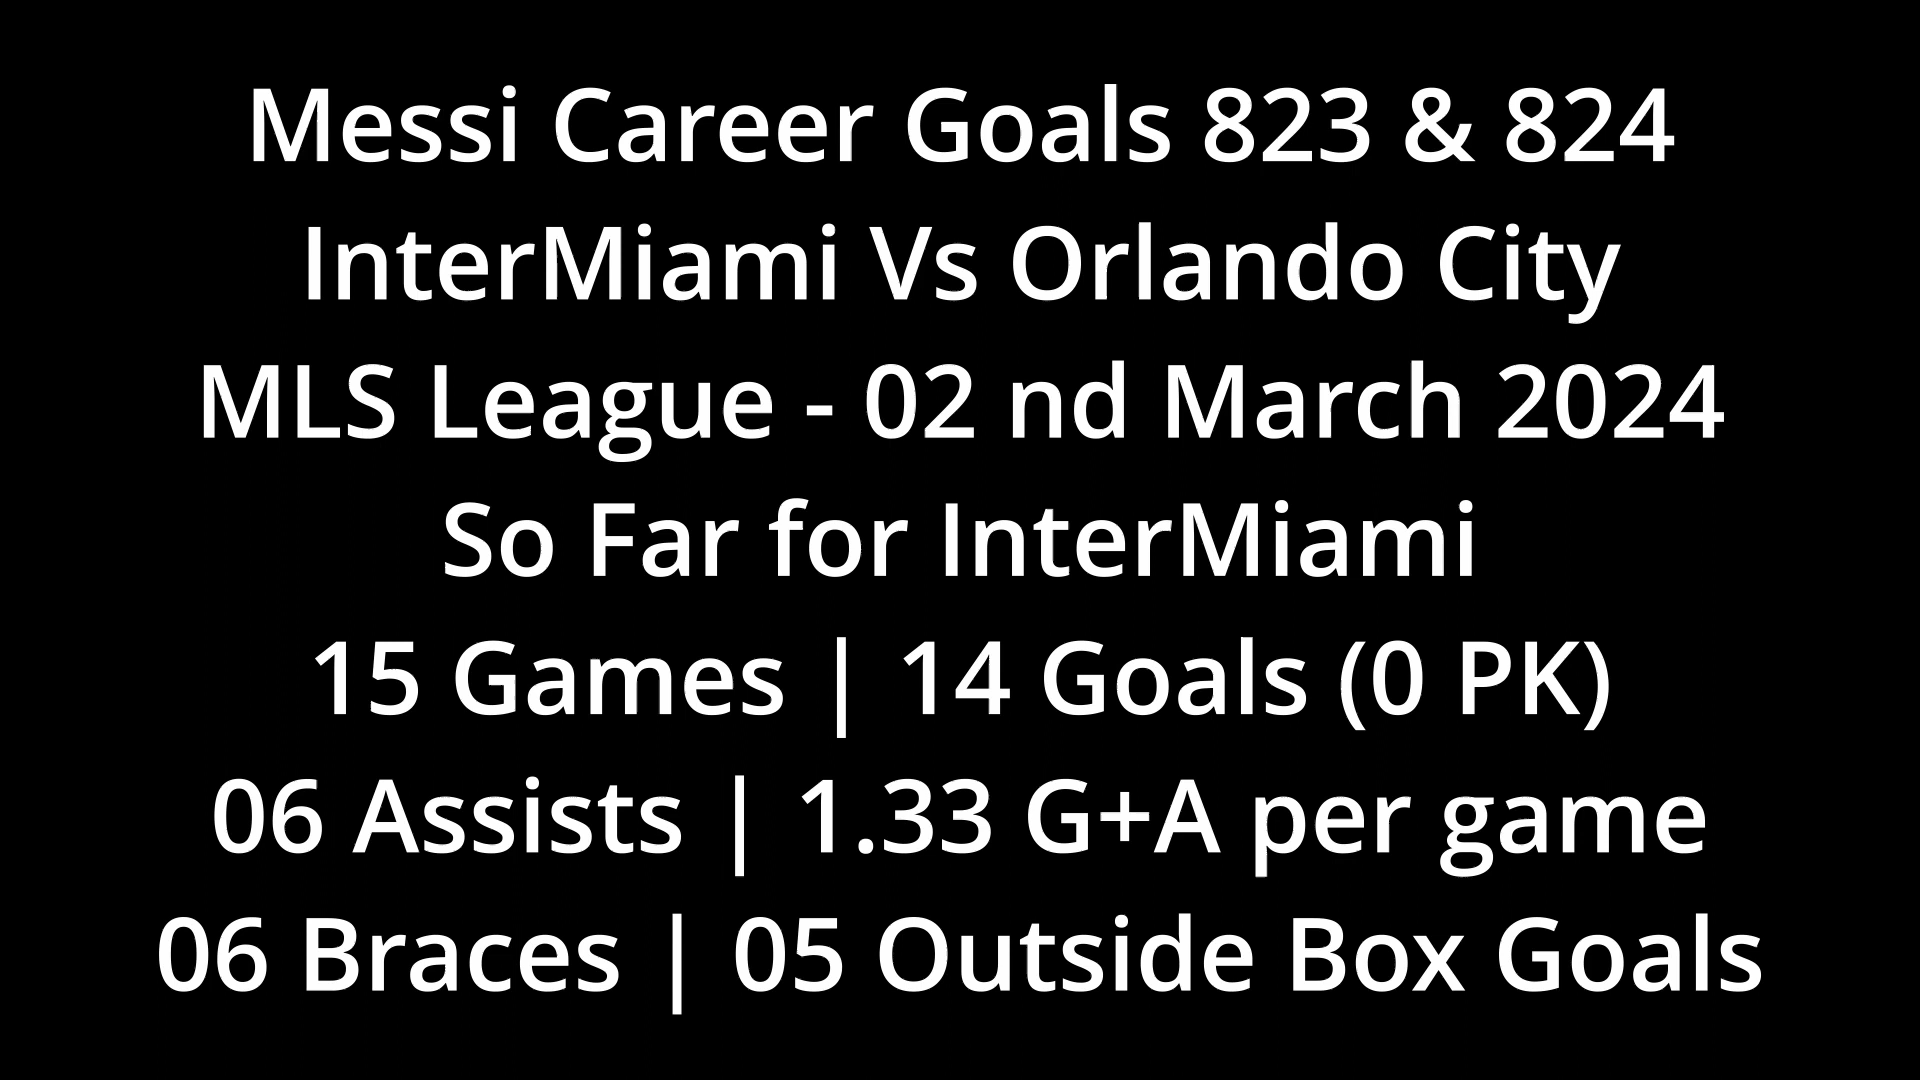 Messi Career Goals 823 & 824
InterMiami Vs Orlando City
MLS League - 02 nd March 2024
So Far for InterMiami
15 Games | 14 Goals (0 PK)
06 Assists | 1.33 G+A per game
06 Braces | 05 Outside Box Goals